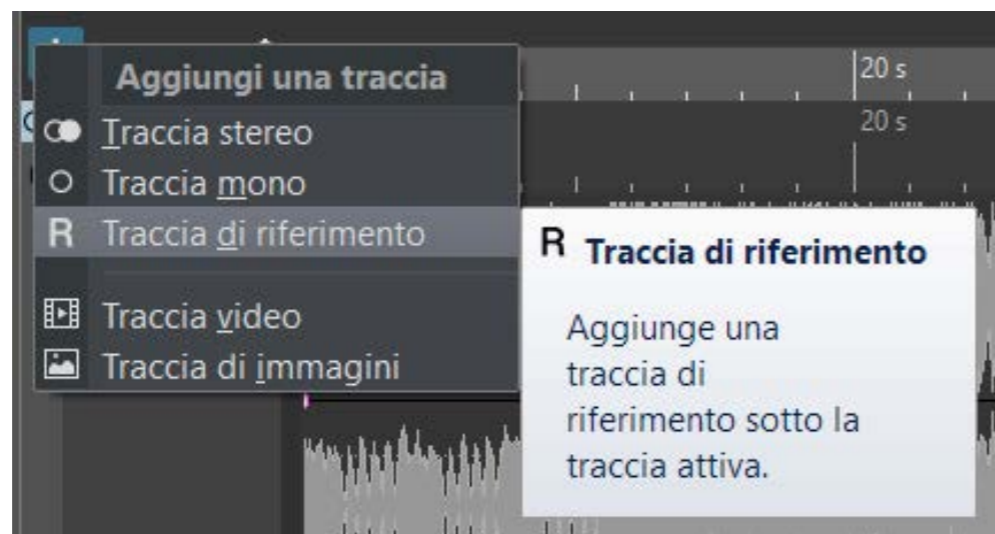 Aggiungi una traccia
Traccia stereo
Traccia mono
R Traccia di riferimento
Traccia video
Traccia di immagini
20 s
20 s
R Traccia di riferimento
Aggiunge una
traccia di
riferimento sotto la
traccia attiva.